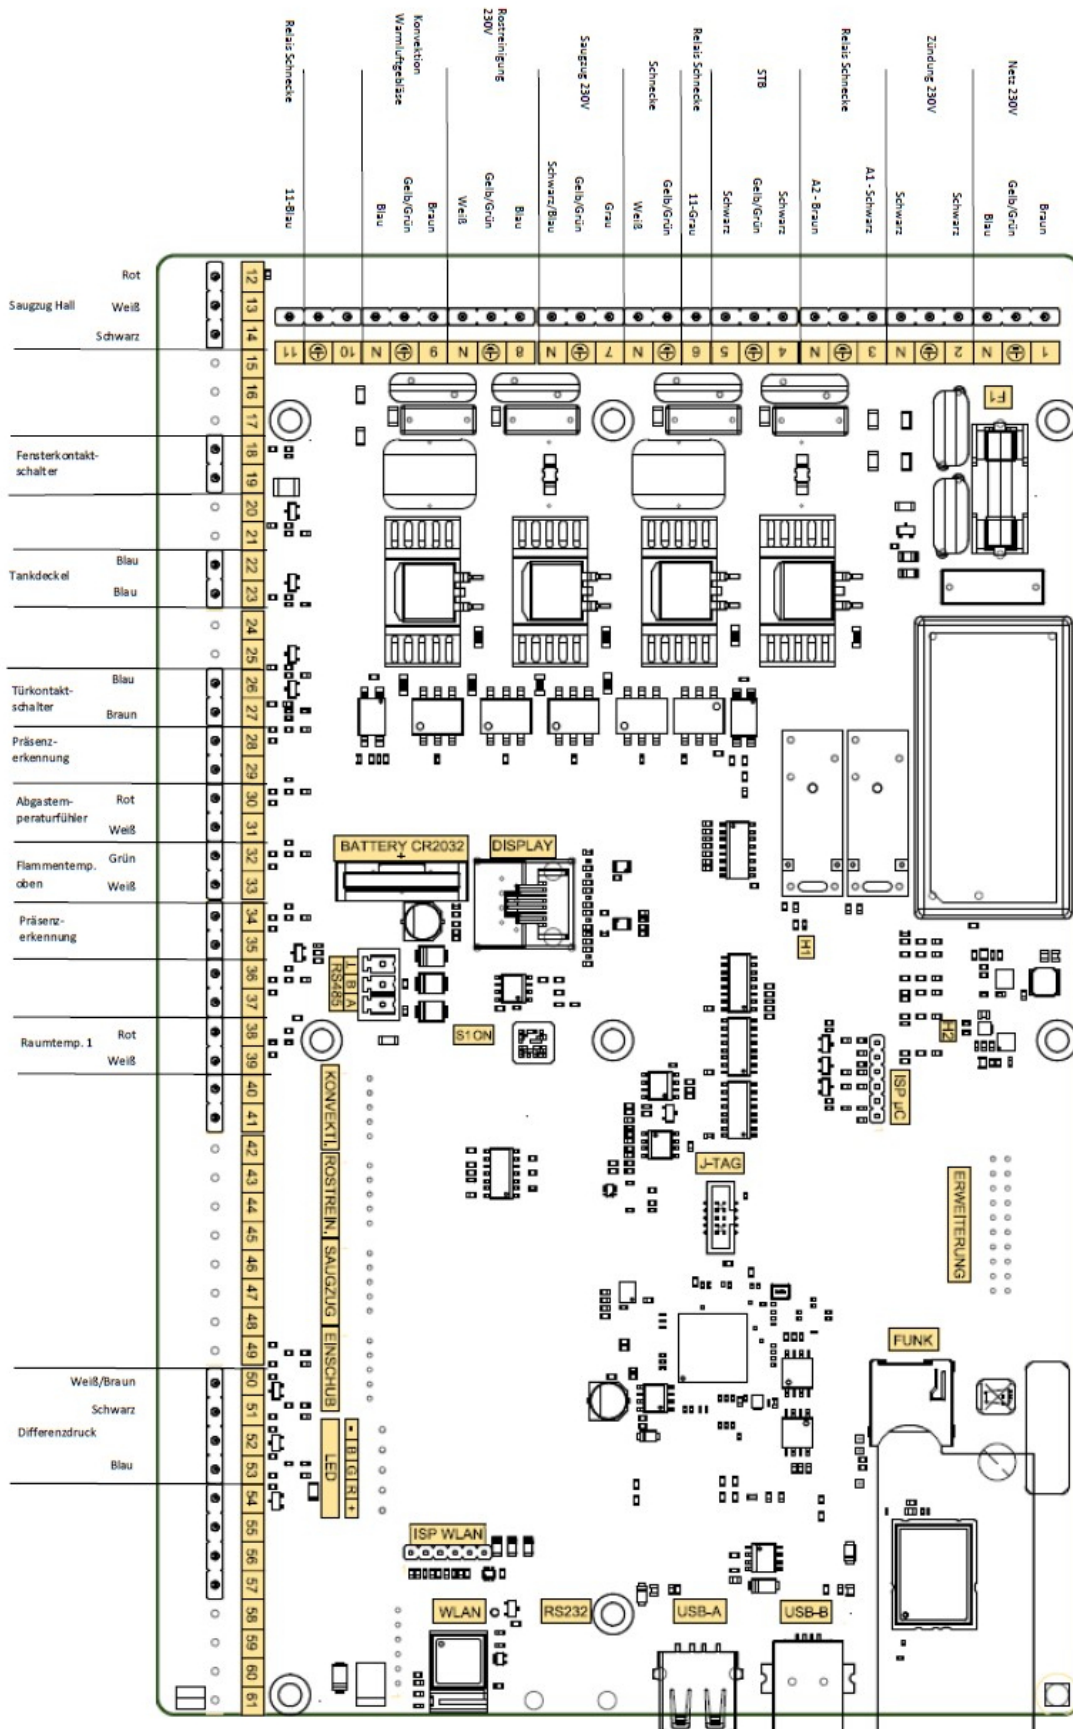 Relais Schnecke
Konvektion
Warmluftgebläse
Rostreinigung
230V
Saugzug 230V
Schnecke
Relais Schnecke
STB
Relais Schnecke
Zündung 230V
Netz 230V
11-Blau
Blau
Gelb/Grün
Braun
Weiß
Gelb/Grün
Blau
Schwarz/Blau
Gelb/Grün
Grau
Weiß
Gelb/Grün
11-Grau
Schwarz
Gelb/Grün
Schwarz
A2 - Braun
A1 - Schwarz
Schwarz
Schwarz
Blau
Gelb/Grün
Braun
11
10
N
9
N
8
N
7
N
6
5
4
N
3
N
2
N
1
F1
Rot
12
Saugzug Hall
Weiß
13
Schwarz
14
15
16
17
Fensterkontakt-
schalter
18
19
20
21
Tankdeckel
Blau
22
Blau
23
24
25
Türkontakt-
schalter
Blau
26
Braun
27
Präsenz-
erkennung
28
29
Abgastem-
peraturfühler
Rot
30
Weiß
31
Flammentemp.
oben
Grün
32
Weiß
33
Präsenz-
erkennung
34
35
36
37
Raumtemp. 1
Rot
38
Weiß
39
40
41
42
43
44
45
46
47
48
49
Weiß/Braun
50
Schwarz
51
Differenzdruck
52
Blau
53
54
55
56
57
58
59
60
61
BATTERY CR2032
+
DISPLAY
RS485
⊥ B A
S1 ON
H1
H2
ISP µC
1
KONVEKTI.
ROSTREIN.
SAUGZUG
EINSCHUB
J-TAG
ERWEITERUNG
FUNK
LED
- B G R +
ISP WLAN
WLAN
RS232
USB-A
USB-B